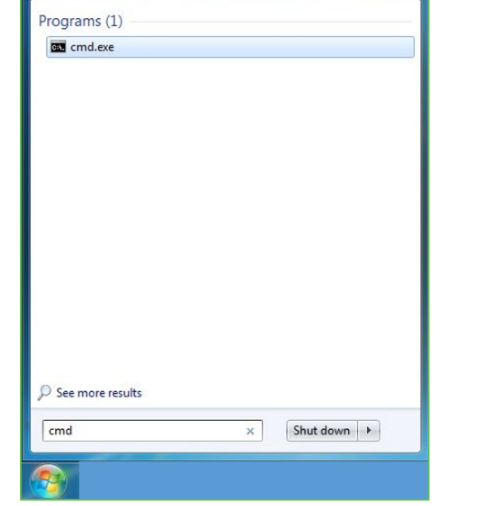 Programs (1)
cmd.exe
See more results
cmd
Shut down